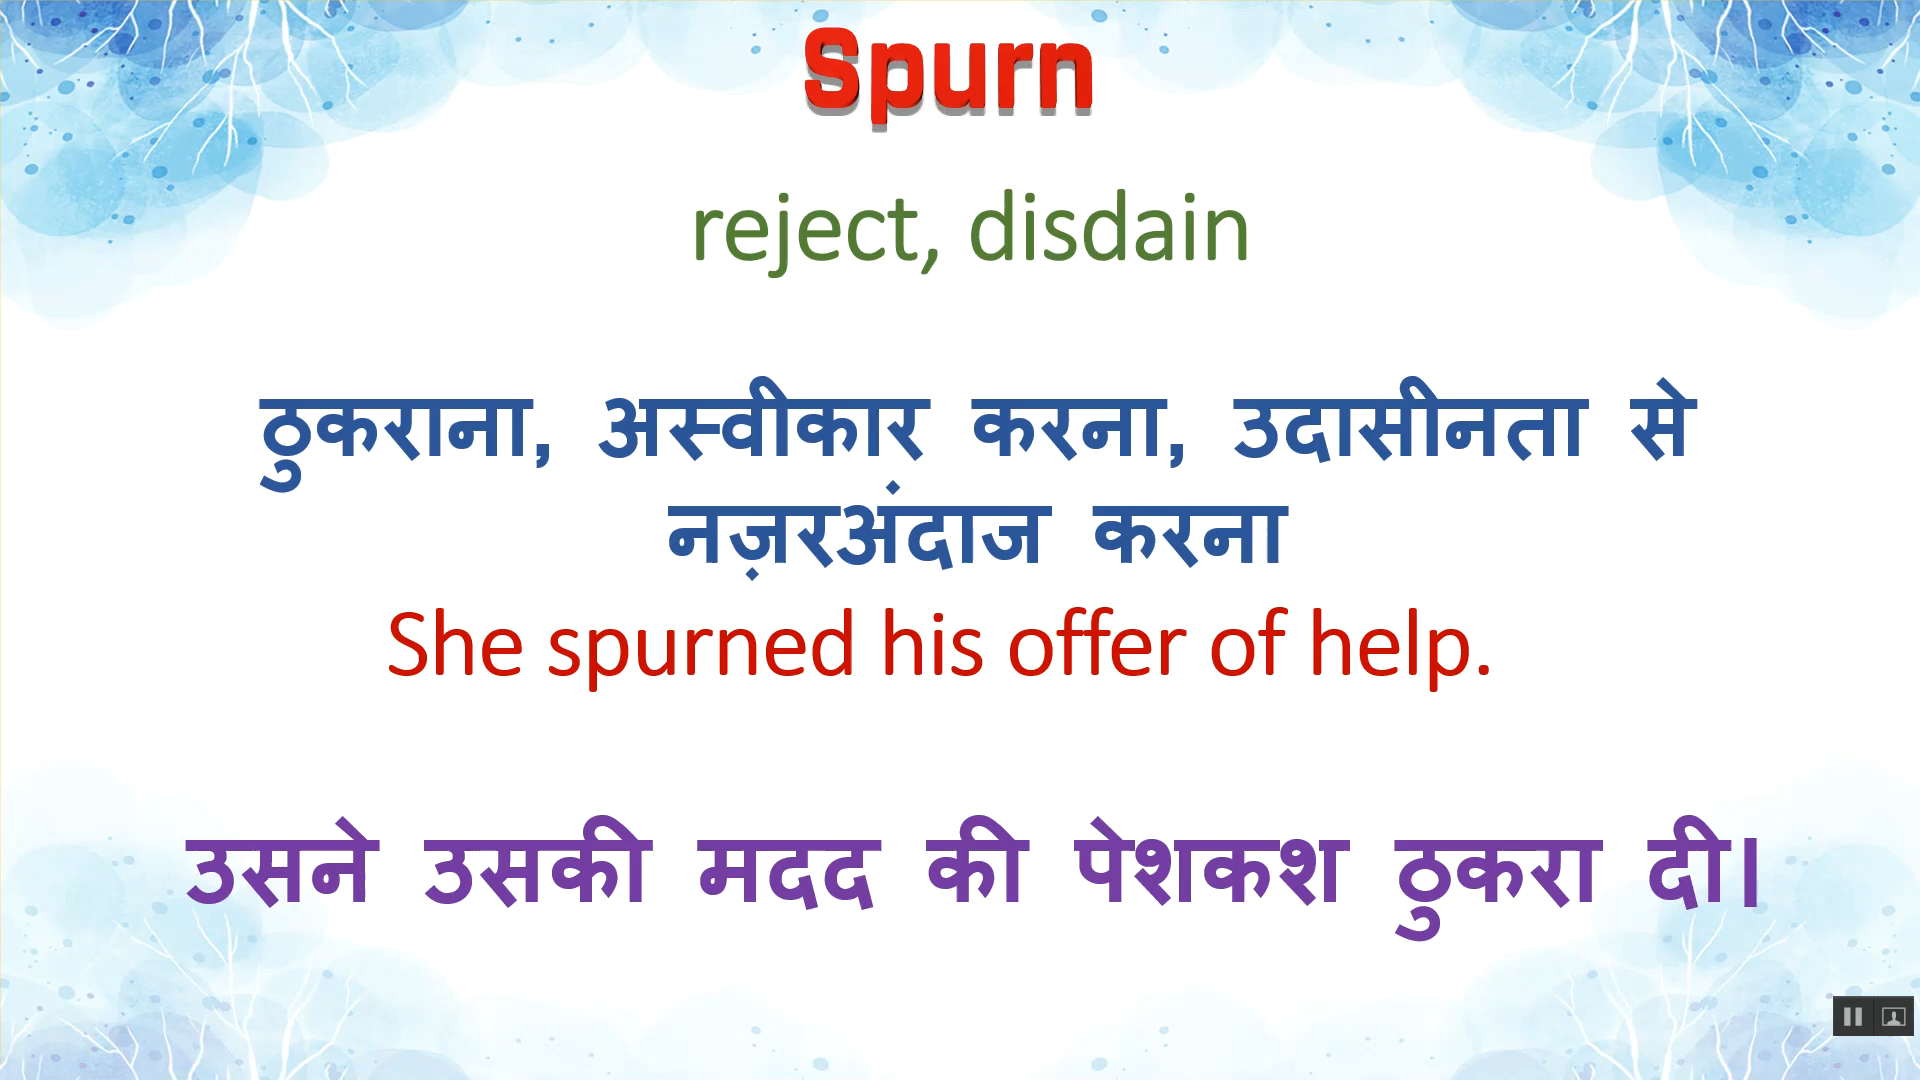 Spurn
reject, disdain
ठुकराना, अस्वीकार करना, उदासीनता से
नज़रअंदाज करना
She spurned his offer of help.
उसने उसकी मदद की पेशकश ठुकरा दी।